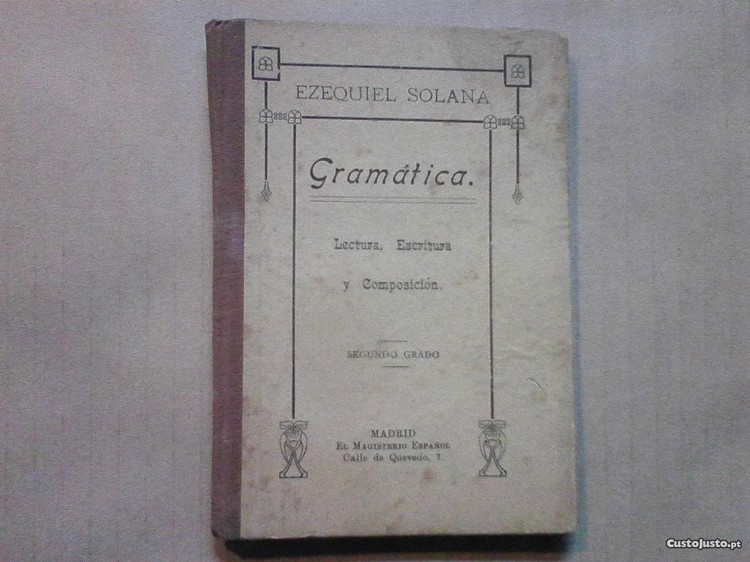 EZEQUIEL SOLANA
Gramática.
Lectura, Escritura
y Composición.
SEGUNDO GRADO
MADRID
EL MAGISTERIO ESPAÑOL
Calle de Quevedo, 7.
CustoJusto.pt